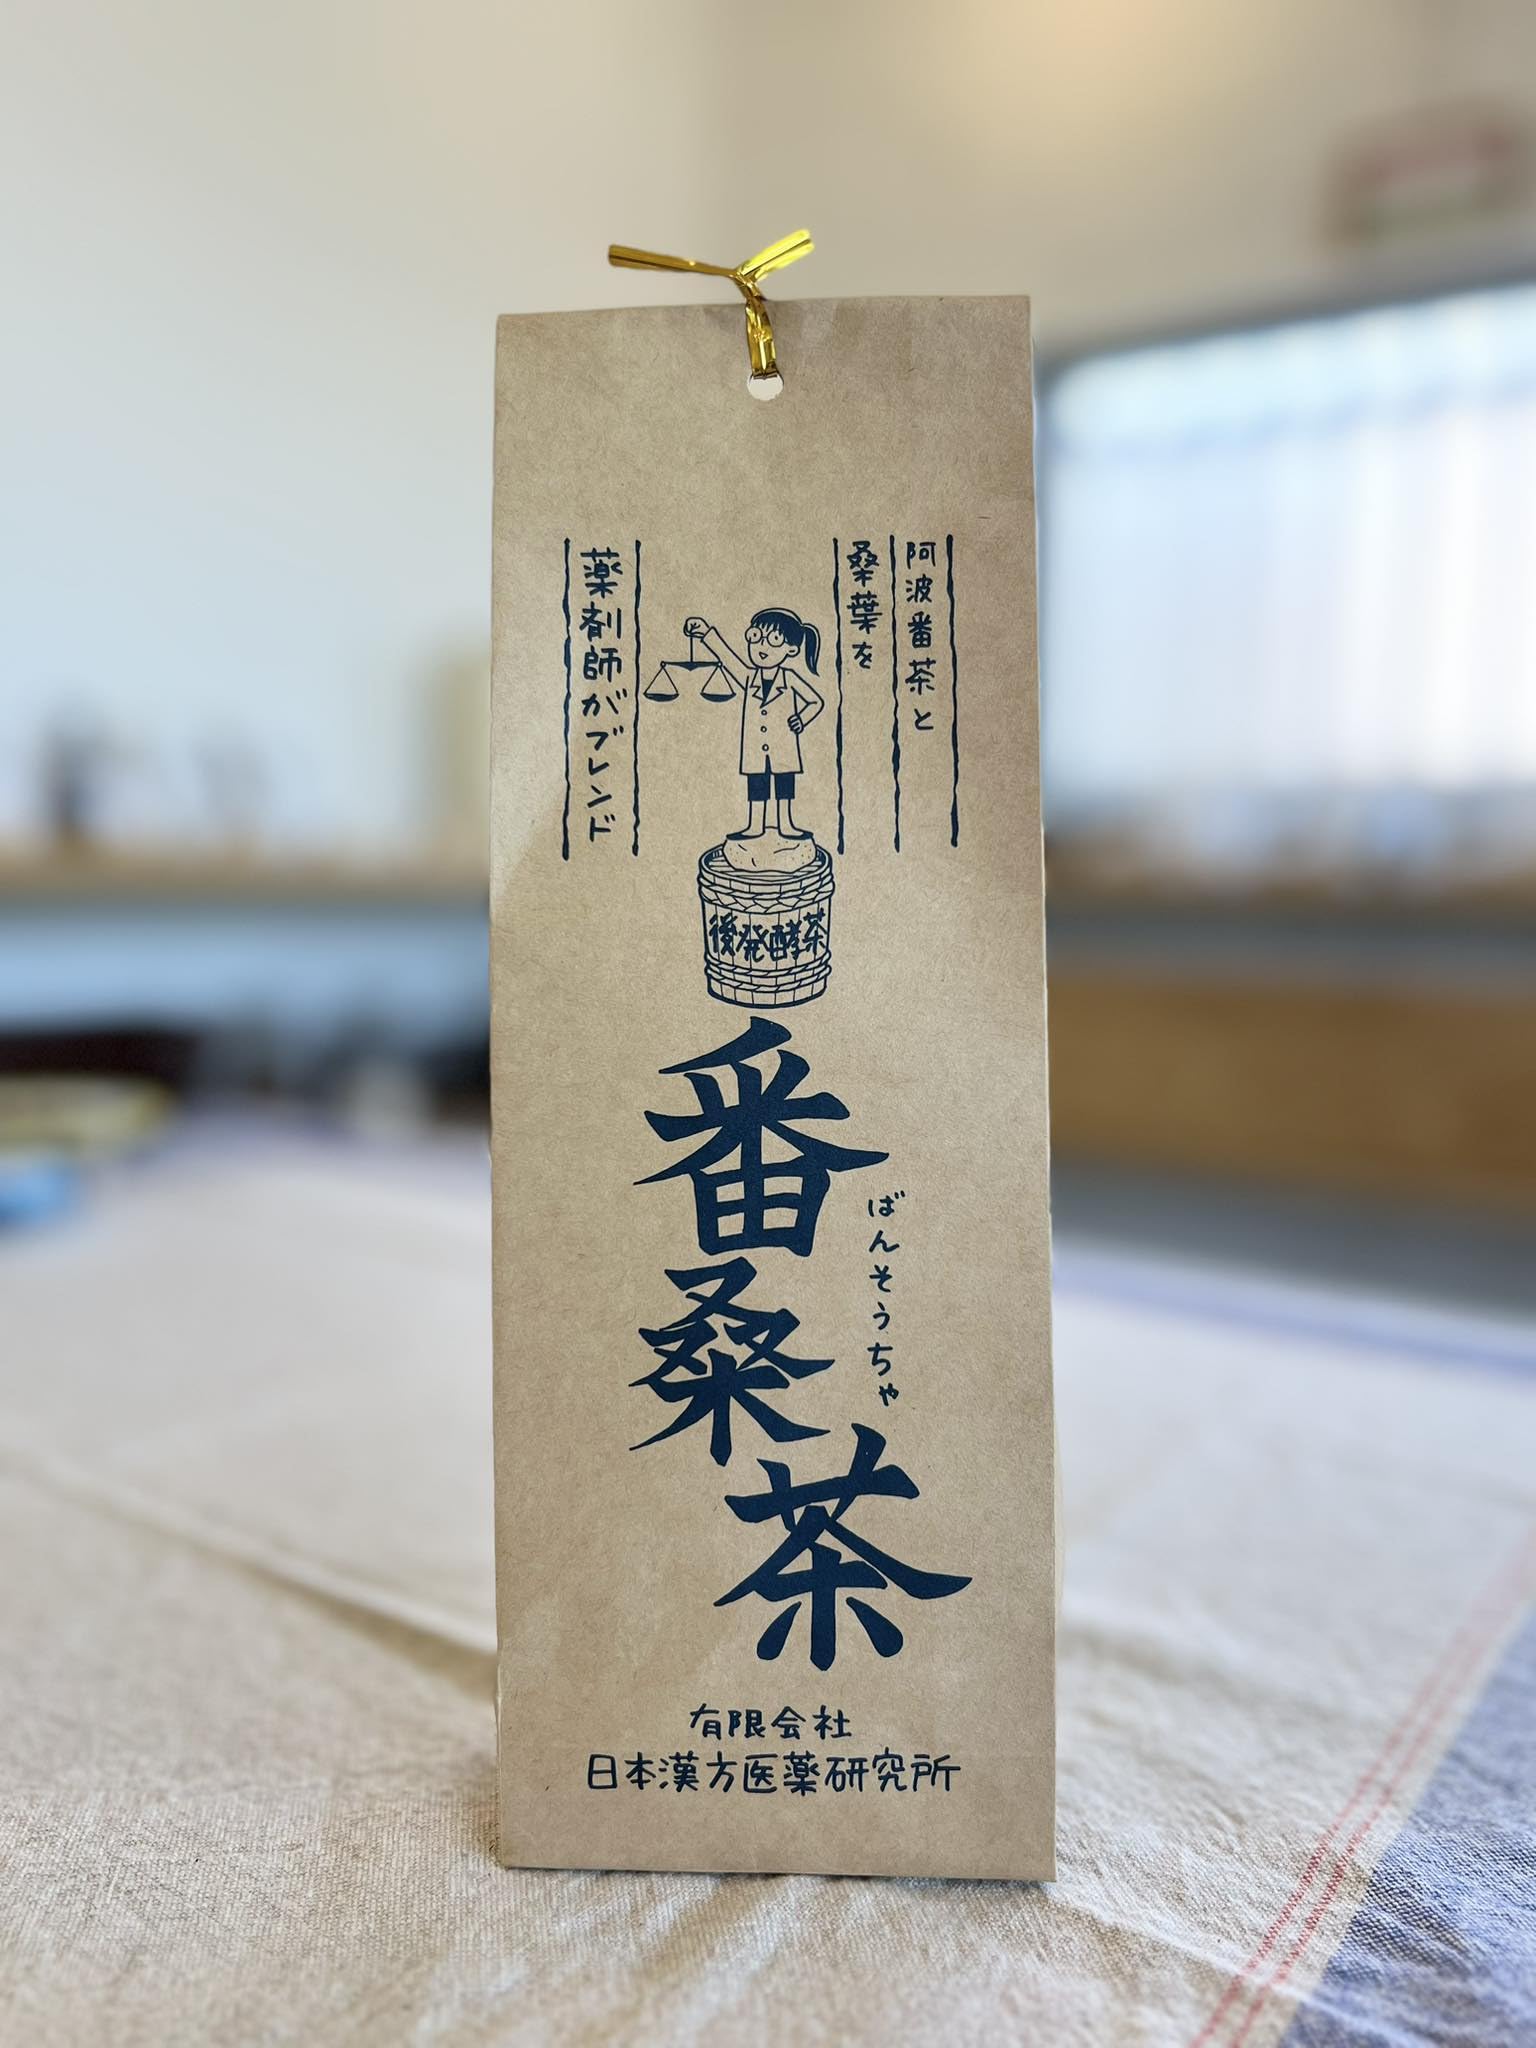 阿波番茶と
桑葉を
薬剤師がブレンド
後発酵茶
番桑茶
ばんそうちゃ
有限会社
日本漢方医薬研究所